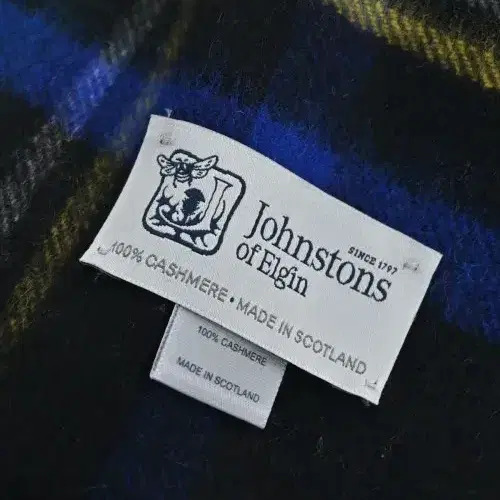 Johnstons
of Elgin
SINCE 1797
100% CASHMERE • MADE IN SCOTLAND
100% CASHMERE
MADE IN SCOTLAND